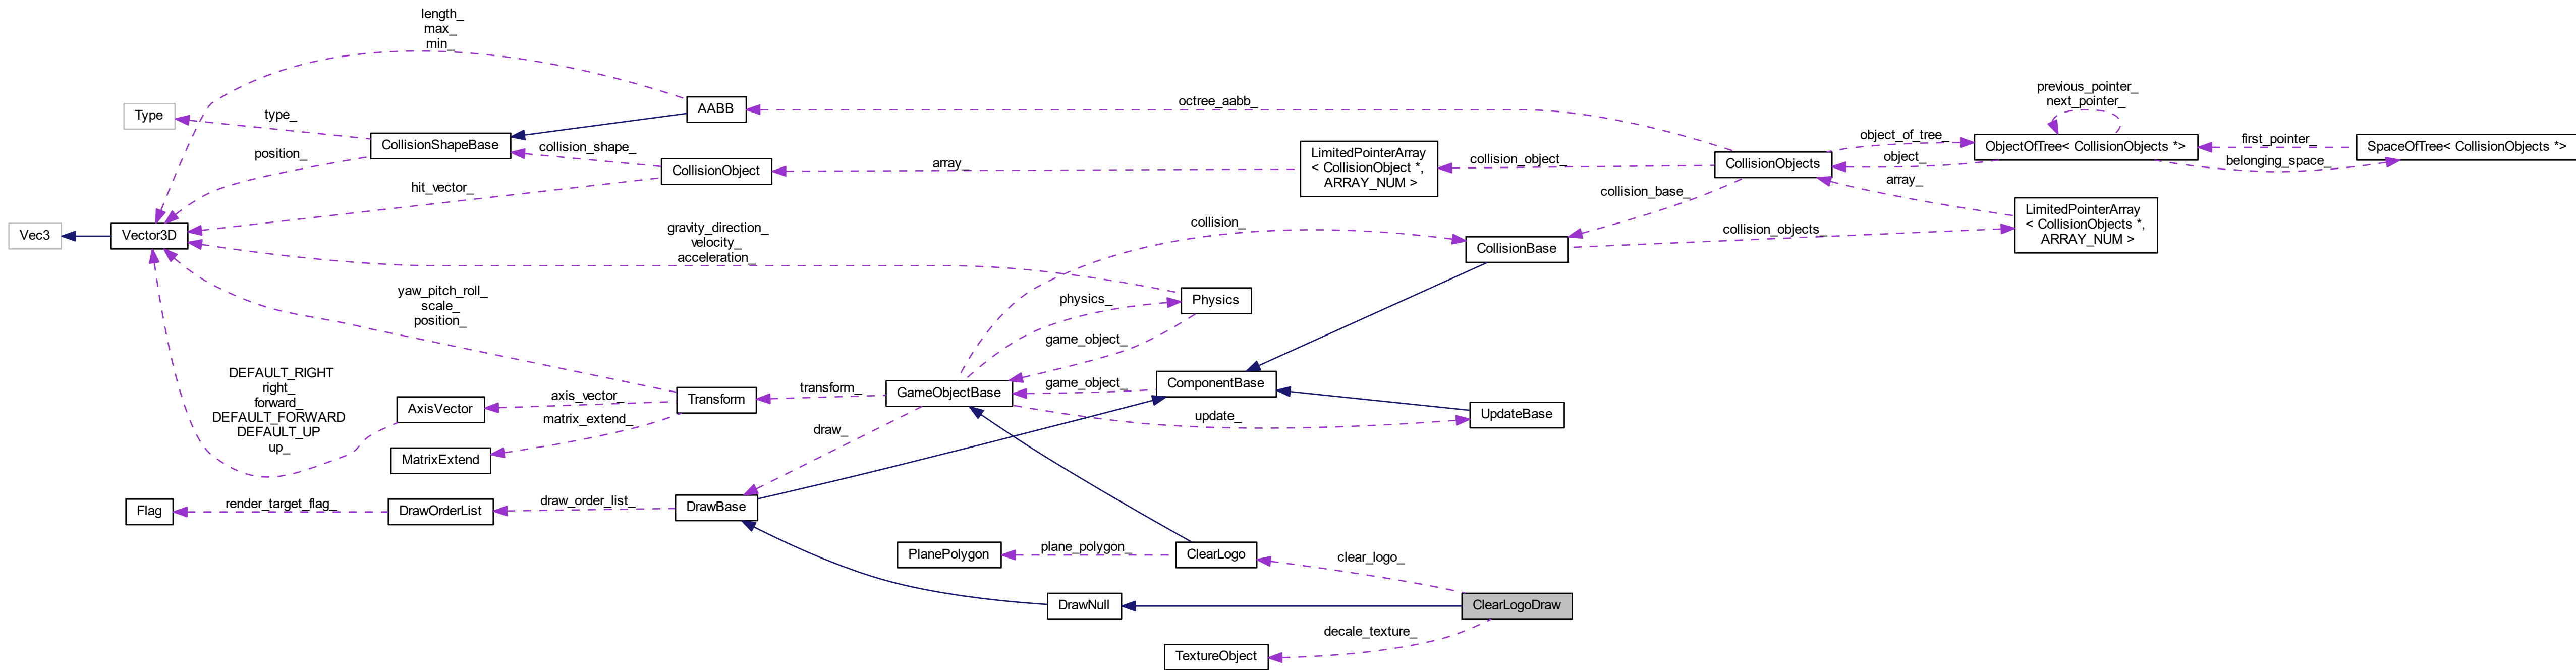 length_
max_
min_
previous_pointer_
next_pointer_
AABB
octree_aabb_
Type
type_
CollisionShapeBase
collision_shape_
position_
CollisionObject
array_
LimitedPointerArray
< CollisionObject *,
ARRAY_NUM >
collision_object_
CollisionObjects
object_of_tree_
object_
ObjectOfTree< CollisionObjects *>
first_pointer_
belonging_space_
SpaceOfTree< CollisionObjects *>
hit_vector_
collision_base_
array_
LimitedPointerArray
< CollisionObjects *,
ARRAY_NUM >
Vec3
Vector3D
gravity_direction_
velocity_
acceleration_
collision_
CollisionBase
collision_objects_
yaw_pitch_roll_
scale_
position_
physics_
Physics
game_object_
DEFAULT_RIGHT
right_
forward_
DEFAULT_FORWARD
DEFAULT_UP
up_
AxisVector
axis_vector_
matrix_extend_
Transform
transform_
GameObjectBase
game_object_
ComponentBase
update_
UpdateBase
MatrixExtend
draw_
Flag
render_target_flag_
DrawOrderList
draw_order_list_
DrawBase
PlanePolygon
plane_polygon_
ClearLogo
clear_logo_
DrawNull
ClearLogoDraw
decale_texture_
TextureObject